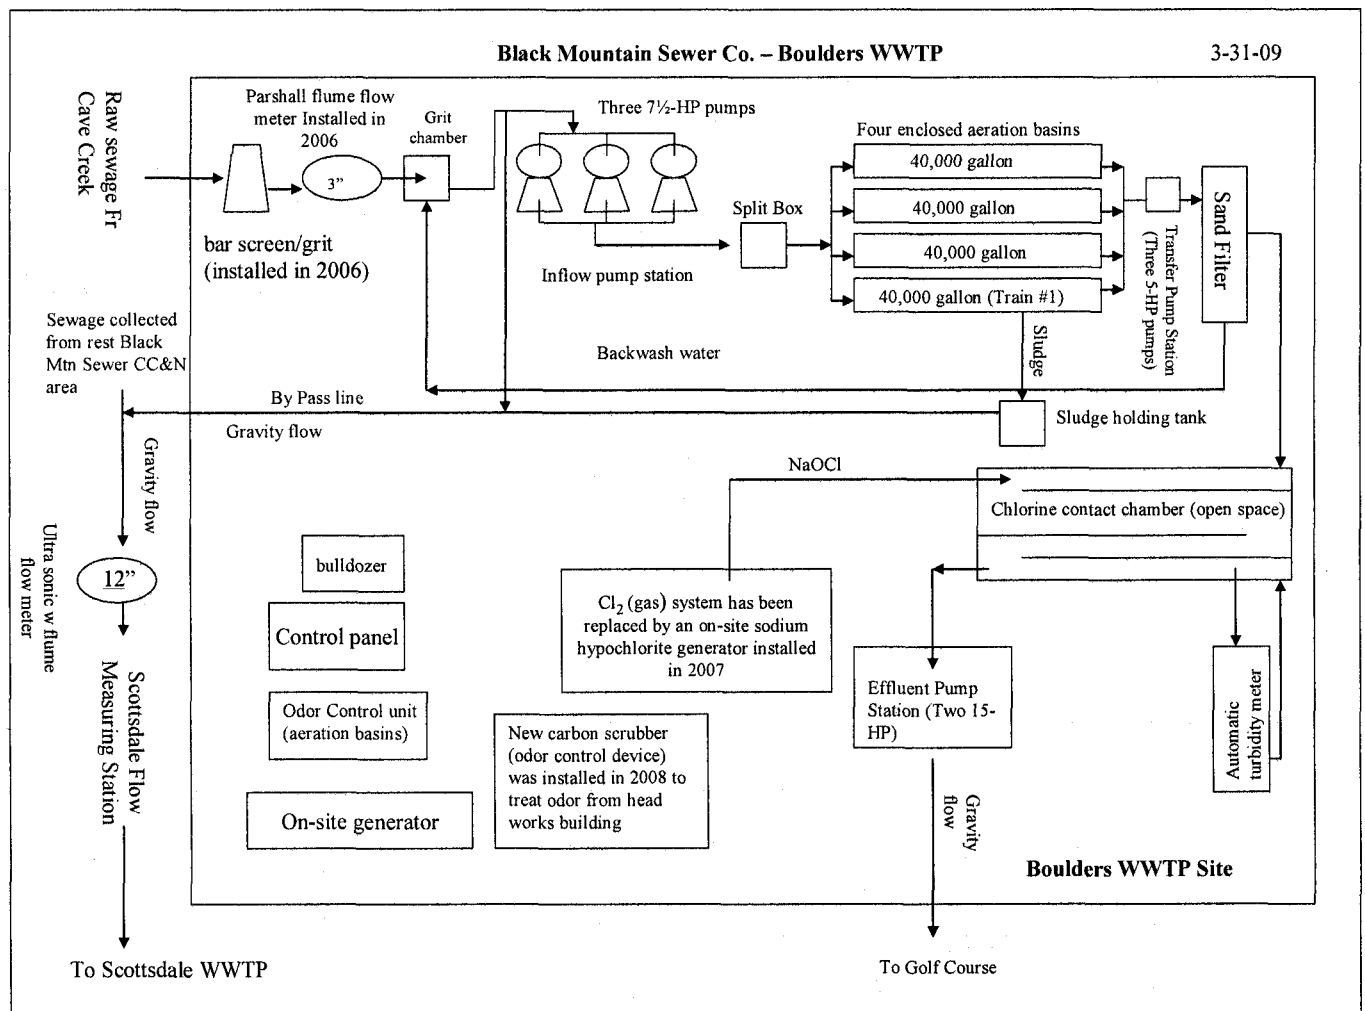 Black Mountain Sewer Co. – Boulders WWTP
3-31-09
Raw sewage Fr
Cave Creek
Parshall flume flow
meter Installed in
2006
3”
Grit
chamber
bar screen/grit
(installed in 2006)
Three 7½-HP pumps
Inflow pump station
Split Box
Four enclosed aeration basins
40,000 gallon
40,000 gallon
40,000 gallon
40,000 gallon (Train #1)
Transfer Pump Station
(Three 5-HP pumps)
Sand Filter
Sewage collected
from rest Black
Mtn Sewer CC&N
area
Backwash water
Sludge
By Pass line
Gravity flow
Sludge holding tank
Gravity flow
NaOCl
Chlorine contact chamber (open space)
Ultra sonic w flume
flow meter
12”
bulldozer
Control panel
Cl2 (gas) system has been
replaced by an on-site sodium
hypochlorite generator installed
in 2007
Effluent Pump
Station (Two 15-
HP)
Automatic
turbidity meter
Scottsdale Flow
Measuring Station
Odor Control unit
(aeration basins)
New carbon scrubber
(odor control device)
was installed in 2008 to
treat odor from head
works building
On-site generator
Gravity
flow
Boulders WWTP Site
To Scottsdale WWTP
To Golf Course